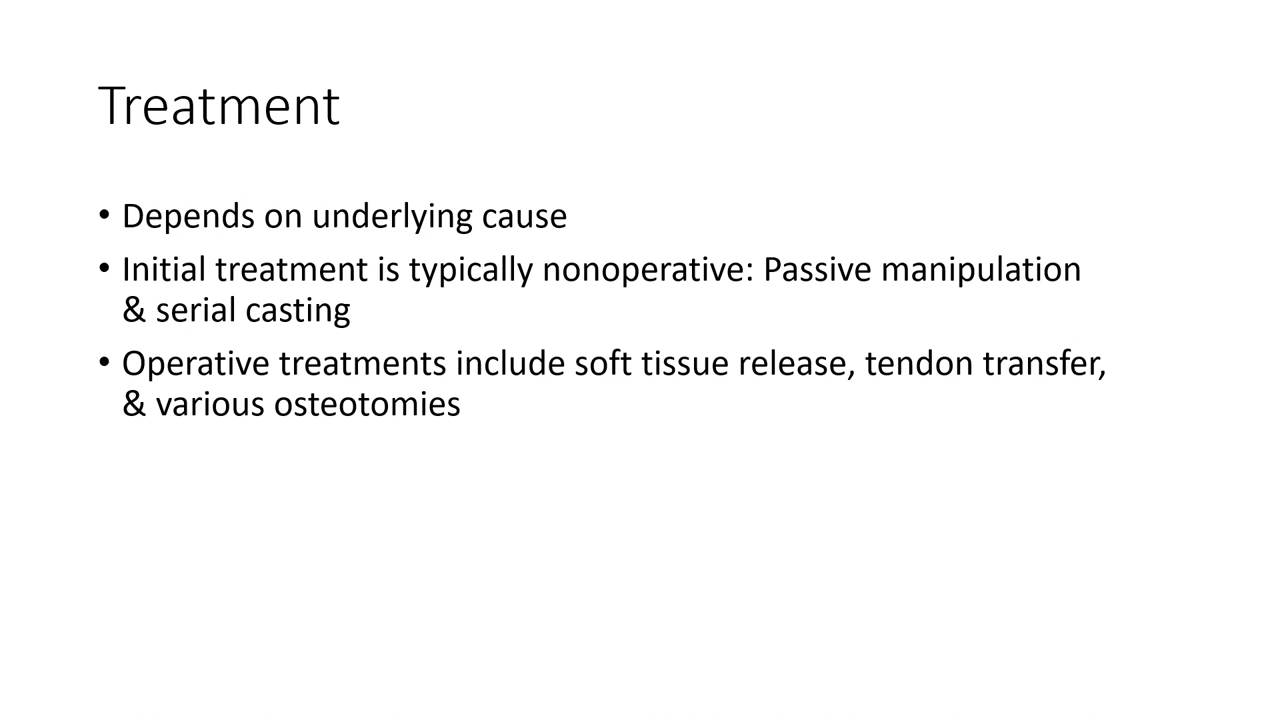 Treatment
• Depends on underlying cause
• Initial treatment is typically nonoperative: Passive manipulation
& serial casting
• Operative treatments include soft tissue release, tendon transfer,
& various osteotomies